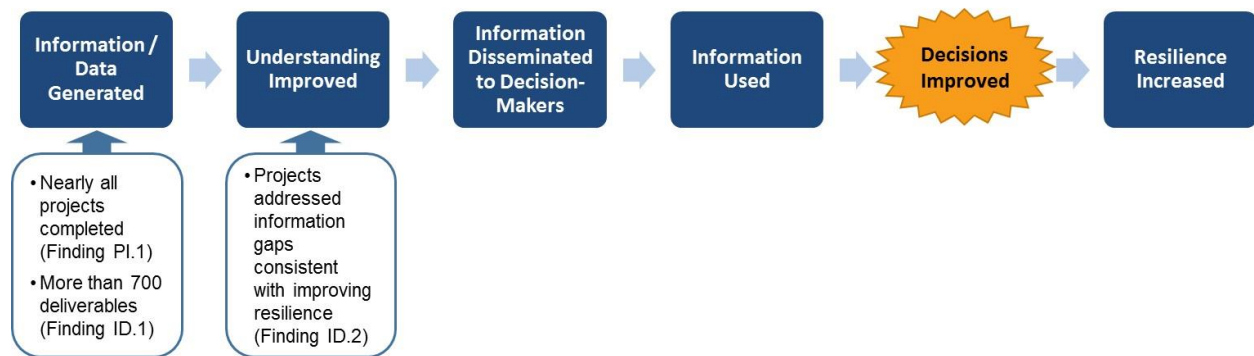 Information /
Data
Generated
Understanding
Improved
Information
Disseminated
to Decision-
Makers
Information
Used
Decisions
Improved
Resilience
Increased
• Nearly all
projects
completed
(Finding PI.1)
• More than 700
deliverables
(Finding ID.1)
• Projects
addressed
information
gaps
consistent
with improving
resilience
(Finding ID.2)